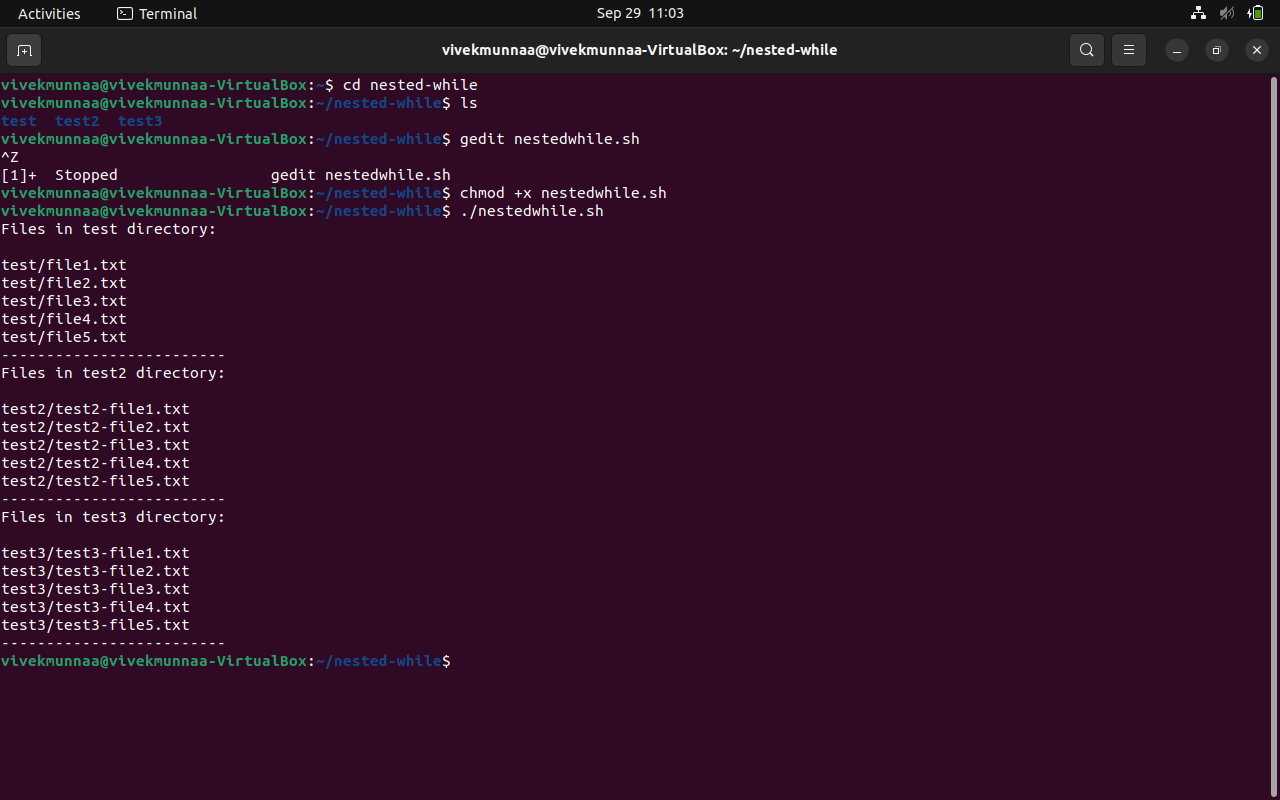 Activities Terminal Sep 29 11:03
vivekmunnaa@vivekmunnaa-VirtualBox: ~/nested-while
vivekmunnaa@vivekmunnaa-VirtualBox:~$ cd nested-while
vivekmunnaa@vivekmunnaa-VirtualBox:~/nested-while$ ls
test  test2  test3
vivekmunnaa@vivekmunnaa-VirtualBox:~/nested-while$ gedit nestedwhile.sh
^Z
[1]+  Stopped                 gedit nestedwhile.sh
vivekmunnaa@vivekmunnaa-VirtualBox:~/nested-while$ chmod +x nestedwhile.sh
vivekmunnaa@vivekmunnaa-VirtualBox:~/nested-while$ ./nestedwhile.sh
Files in test directory:
test/file1.txt
test/file2.txt
test/file3.txt
test/file4.txt
test/file5.txt
-------------------------
Files in test2 directory:
test2/test2-file1.txt
test2/test2-file2.txt
test2/test2-file3.txt
test2/test2-file4.txt
test2/test2-file5.txt
-------------------------
Files in test3 directory:
test3/test3-file1.txt
test3/test3-file2.txt
test3/test3-file3.txt
test3/test3-file4.txt
test3/test3-file5.txt
-------------------------
vivekmunnaa@vivekmunnaa-VirtualBox:~/nested-while$